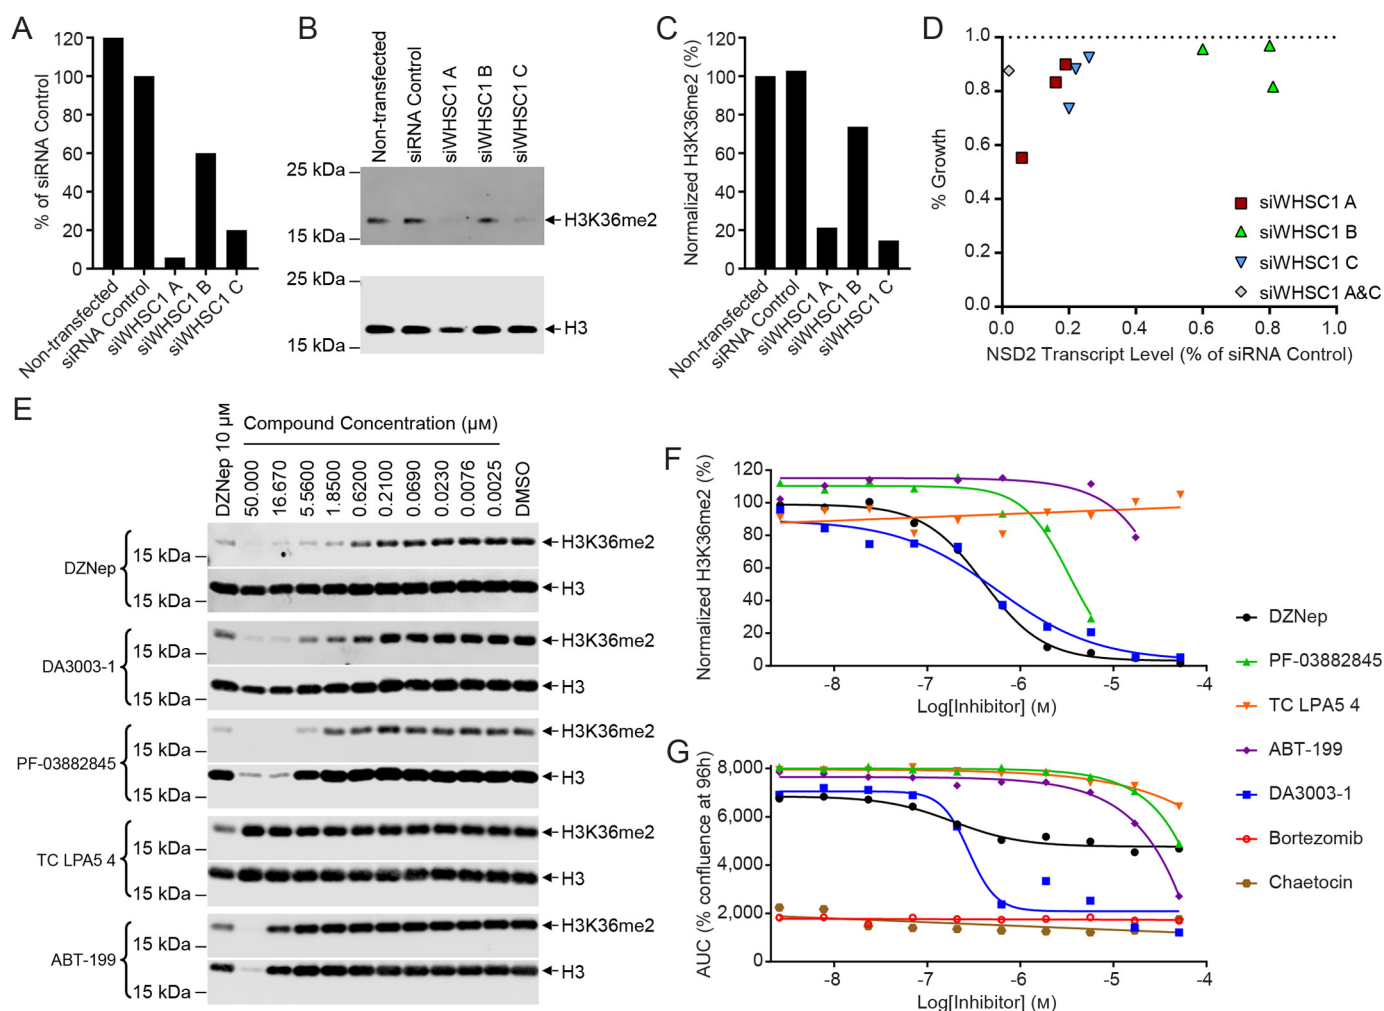 A
% of siRNA Control
120
100
80
60
40
20
0
Non-transfected
siRNA Control
siWHSC1 A
siWHSC1 B
siWHSC1 C
B
Non-transfected
siRNA Control
siWHSC1 A
siWHSC1 B
siWHSC1 C
25 kDa
15 kDa
H3K36me2
25 kDa
15 kDa
H3
C
Normalized H3K36me2 (%)
120
100
80
60
40
20
0
Non-transfected
siRNA Control
siWHSC1 A
siWHSC1 B
siWHSC1 C
D
% Growth
1.0
0.8
0.6
0.4
0.2
0.0
0.0
0.2
0.4
0.6
0.8
1.0
NSD2 Transcript Level (% of siRNA Control)
siWHSC1 A
siWHSC1 B
siWHSC1 C
siWHSC1 A&C
E
Compound Concentration (µM)
DZNep 10 µM
50.000
16.670
5.5600
1.8500
0.6200
0.2100
0.0690
0.0230
0.0076
0.0025
DMSO
DZNep
15 kDa
H3K36me2
15 kDa
H3
DA3003-1
15 kDa
H3K36me2
15 kDa
H3
PF-03882845
15 kDa
H3K36me2
15 kDa
H3
TC LPA5 4
15 kDa
H3K36me2
15 kDa
H3
ABT-199
15 kDa
H3K36me2
15 kDa
H3
F
Normalized H3K36me2 (%)
120
100
80
60
40
20
0
-8
-7
-6
-5
-4
Log[Inhibitor] (M)
G
AUC (% confluence at 96h)
8,000
6,000
4,000
2,000
0
-8
-7
-6
-5
-4
Log[Inhibitor] (M)
DZNep
PF-03882845
TC LPA5 4
ABT-199
DA3003-1
Bortezomib
Chaetocin